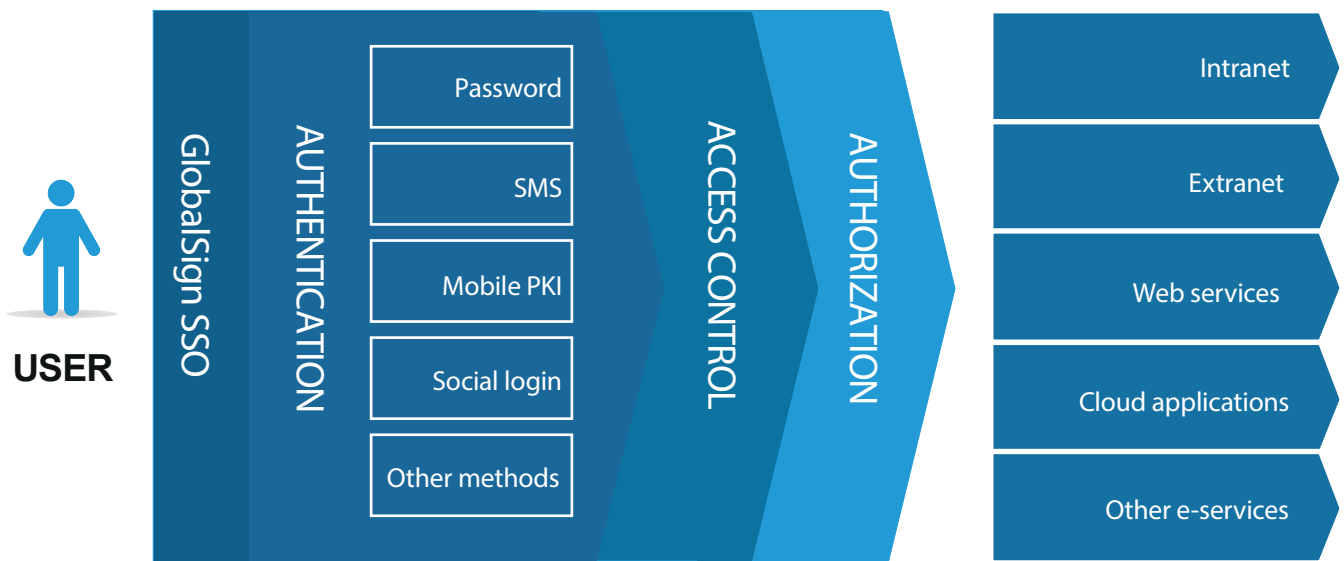 USER
GlobalSign SSO
AUTHENTICATION
Password
SMS
Mobile PKI
Social login
Other methods
ACCESS CONTROL
AUTHORIZATION
Intranet
Extranet
Web services
Cloud applications
Other e-services